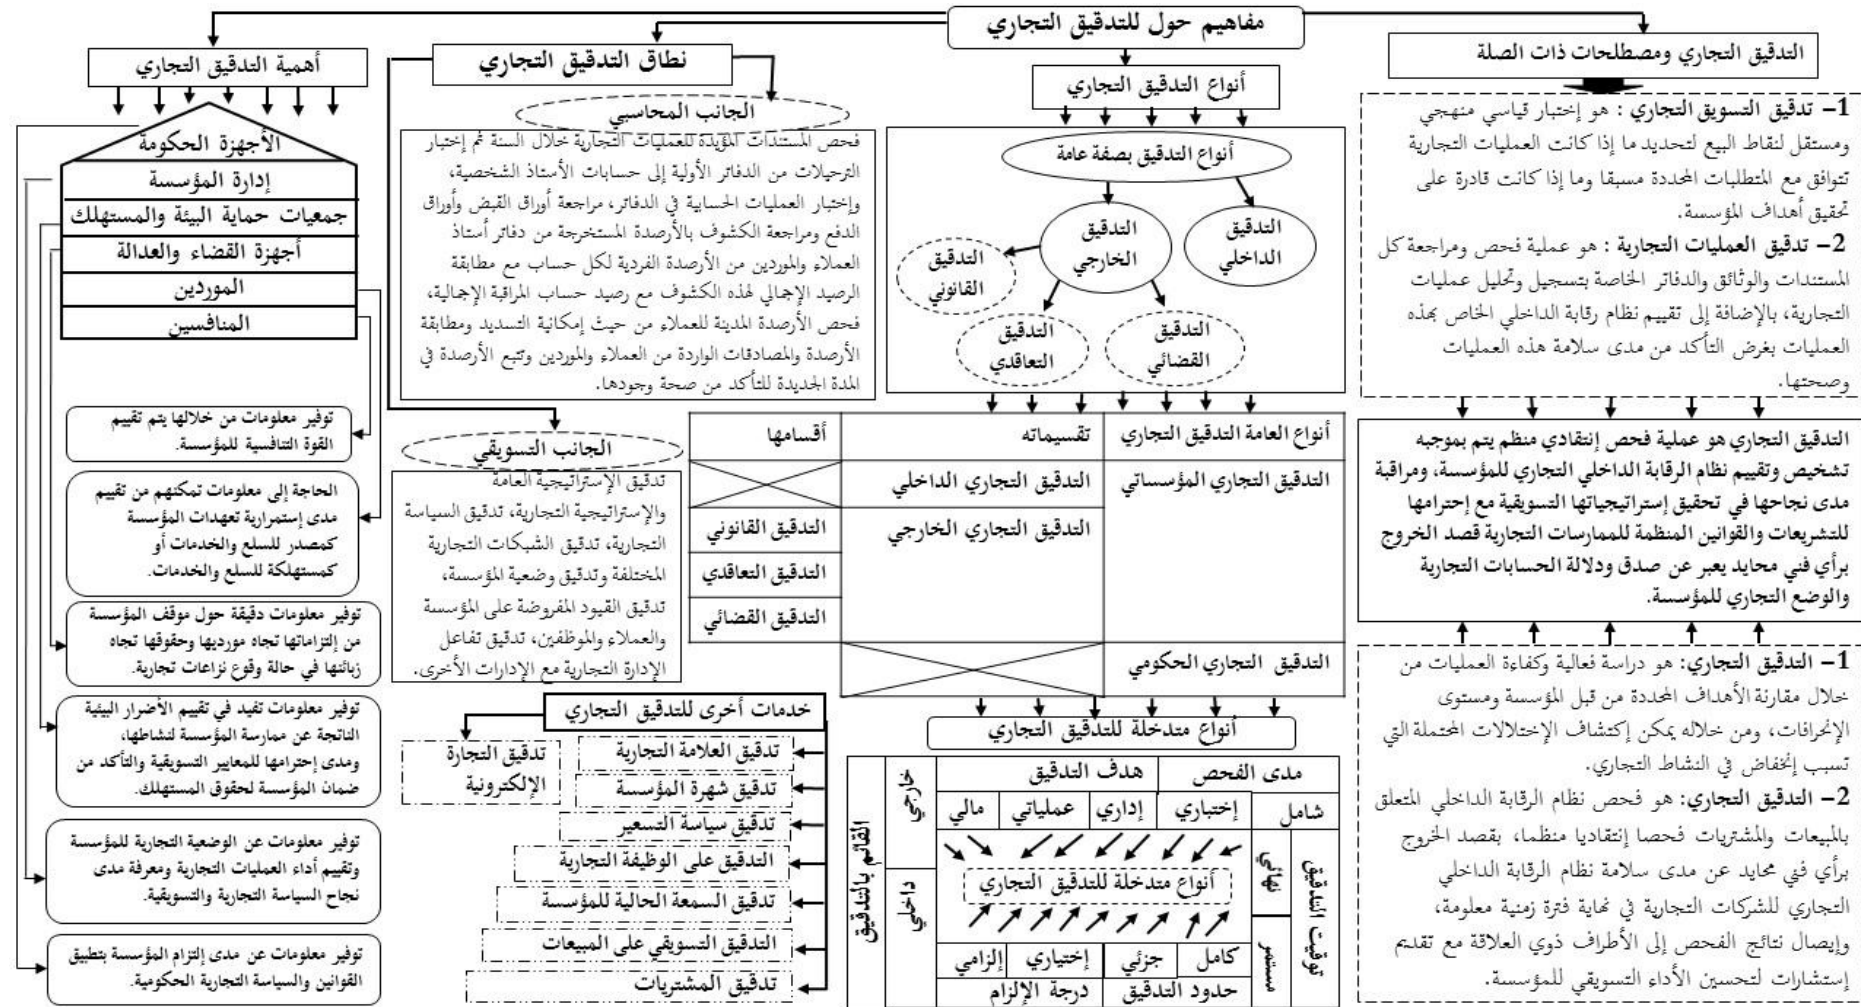 مفاهيم حول للتدقيق التجاري
التدقيق التجاري ومصطلحات ذات الصلة
1- تدقيق التسويق التجاري : هو إختبار قياسي منهجي
ومستقل لنقاط البيع لتحديد ما إذا كانت العمليات التجارية
تتوافق مع المتطلبات المحددة مسبقا وما إذا كانت قادرة على
تحقيق أهداف المؤسسة.
2- تدقيق العمليات التجارية : هو عملية فحص ومراجعة كل
المستندات والوثائق والدفاتر الخاصة بتسجيل وتحليل عمليات
التجارية، بالإضافة إلى تقييم نظام رقابة الداخلي الخاص بهذه
العمليات بغرض التأكد من مدى سلامة هذه العمليات
وصحتها.
التدقيق التجاري هو عملية فحص إنتقادي منظم يتم بموجبه
تشخيص وتقييم نظام الرقابة الداخلي التجاري للمؤسسة، ومراقبة
مدى نجاحها في تحقيق إستراتيجياتها التسويقية مع إحترامها
للتشريعات والقوانين المنظمة للممارسات التجارية قصد الخروج
برأي فني محايد يعبر عن صدق ودلالة الحسابات التجارية
والوضع التجاري للمؤسسة.
1- التدقيق التجاري: هو دراسة فعالية وكفاءة العمليات من
خلال مقارنة الأهداف المحددة من قبل المؤسسة ومستوى
الإنحرافات، ومن خلاله يمكن إكتشاف الإختلالات المحتملة التي
تسبب إنخفاض في النشاط التجاري.
2- التدقيق التجاري: هو فحص نظام الرقابة الداخلي المتعلق
بالمبيعات والمشتريات فحصا إنتقاديا منظما، بقصد الخروج
برأي فني محايد عن مدى سلامة نظام الرقابة الداخلي
التجاري للشركات التجارية في نهاية فترة زمنية معلومة،
وإيصال نتائج الفحص إلى الأطراف ذوي العلاقة مع تقديم
إستشارات لتحسين الأداء التسويقي للمؤسسة.
أنواع التدقيق التجاري
أنواع التدقيق بصفة عامة
التدقيق
الداخلي
التدقيق
الخارجي
التدقيق
القانوني
التدقيق
القضائي
التدقيق
التعاقدي
أنواع العامة التدقيق التجاري
تقسيماته
أقسامها
التدقيق التجاري المؤسساتي
التدقيق التجاري الداخلي
التدقيق التجاري الخارجي
التدقيق القانوني
التدقيق التعاقدي
التدقيق القضائي
التدقيق التجاري الحكومي
أنواع متدخلة للتدقيق التجاري
مدى الفحص
هدف التدقيق
شامل
إختباري
إداري
عملياتي
مالي
خارجي
داخلي
القائم بالتدقيق
نهائي
مستمر
توقيت التدقيق
أنواع متدخلة للتدقيق التجاري
كامل
جزئي
إختياري
إلزامي
حدود التدقيق
درجة الإلزام
نطاق التدقيق التجاري
الجانب المحاسبي
فحص المستندات المؤيدة للعمليات التجارية خلال السنة ثم إختبار
الترحيلات من الدفاتر الأولية إلى حسابات الأستاذ الشخصية،
وإختبار العمليات الحسابية في الدفاتر، مراجعة أوراق القبض وأوراق
الدفع ومراجعة الكشوف بالأرصدة المستخرجة من دفاتر أستاذ
العملاء والموردين من الأرصدة الفردية لكل حساب مع مطابقة
الرصيد الإجمالي لهذه الكشوف مع رصيد حساب المراقبة الإجمالية،
فحص الأرصدة المدينة للعملاء من حيث إمكانية التسديد ومطابقة
الأرصدة والمصادقات الواردة من العملاء والموردين وتتبع الأرصدة في
المدة الجديدة للتأكد من صحة وجودها.
الجانب التسويقي
تدقيق الإستراتيجية العامة
والإستراتيجية التجارية، تدقيق السياسة
التجارية، تدقيق الشبكات التجارية
المختلفة وتدقيق وضعية المؤسسة،
تدقيق القيود المفروضة على المؤسسة
والعملاء والموظفين، تدقيق تفاعل
الإدارة التجارية مع الإدارات الأخرى.
خدمات أخرى للتدقيق التجاري
تدقيق التجارة
الإلكترونية
تدقيق العلامة التجارية
تدقيق شهرة المؤسسة
تدقيق سياسة التسعير
التدقيق على الوظيفة التجارية
تدقيق السمعة الحالية للمؤسسة
التدقيق التسويقي على المبيعات
تدقيق المشتريات
أهمية التدقيق التجاري
الأجهزة الحكومة
إدارة المؤسسة
جمعيات حماية البيئة والمستهلك
أجهزة القضاء والعدالة
الموردين
المنافسين
توفير معلومات من خلالها يتم تقييم
القوة التنافسية للمؤسسة.
الحاجة إلى معلومات تمكنهم من تقييم
مدى إستمرارية تعهدات المؤسسة
كمصدر للسلع والخدمات أو
كمستهلكة للسلع والخدمات.
توفير معلومات دقيقة حول موقف المؤسسة
من إلتزاماتها تجاه مورديها وحقوقها تجاه
زبائنها في حالة وقوع نزاعات تجارية.
توفير معلومات تفيد في تقييم الأضرار البيئية
الناتجة عن ممارسة المؤسسة لنشاطها،
ومدى إحترامها للمعايير التسويقية والتأكد من
ضمان المؤسسة لحقوق المستهلك.
توفير معلومات عن الوضعية التجارية للمؤسسة
وتقييم أداء العمليات التجارية ومعرفة مدى
نجاح السياسة التجارية والتسويقية.
توفير معلومات عن مدى إلتزام المؤسسة بتطبيق
القوانين والسياسة التجارية الحكومية.